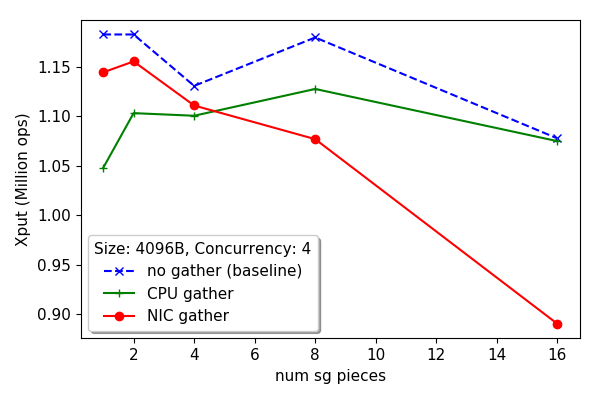 Xput (Million ops)
1.15
1.10
1.05
1.00
0.95
0.90
Size: 4096B, Concurrency: 4
no gather (baseline)
CPU gather
NIC gather
2 4 6 8 10 12 14 16
num sg pieces